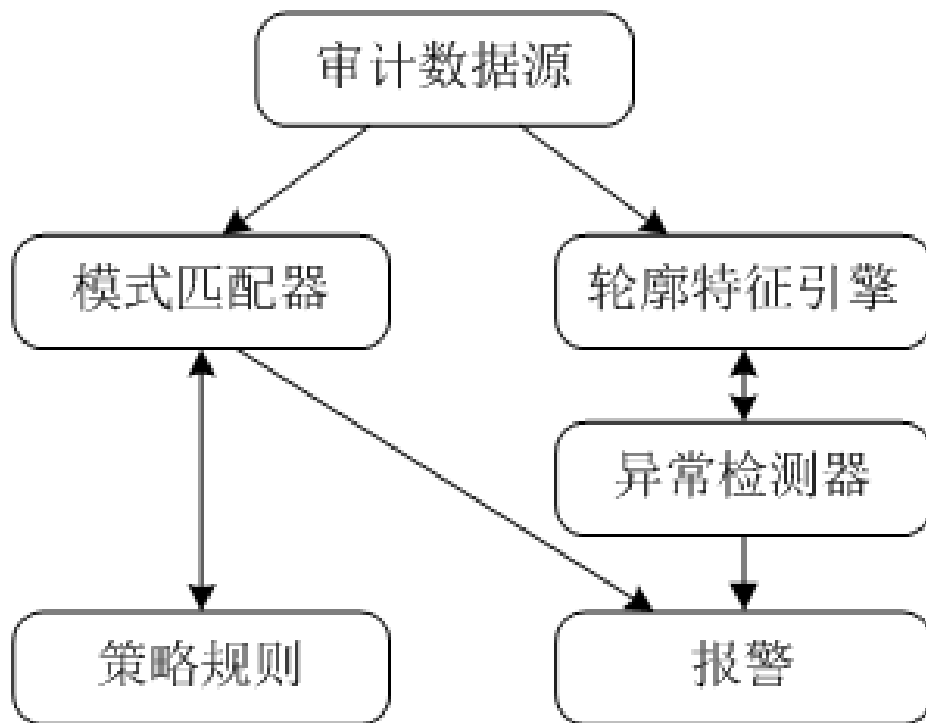 审计数据源
模式匹配器
轮廓特征引擎
异常检测器
策略规则
报警